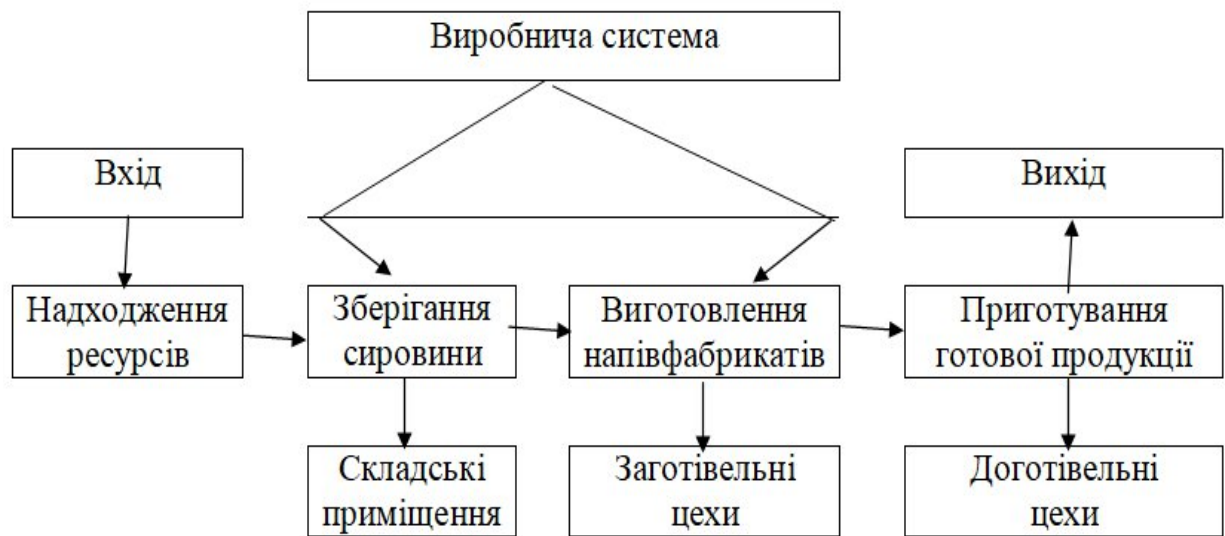 Виробнича система
Вхід
Вихід
Надходження
ресурсів
Зберігання
сировини
Виготовлення
напівфабрикатів
Приготування
готової продукції
Складські
приміщення
Заготівельні
цехи
Доготівельні
цехи